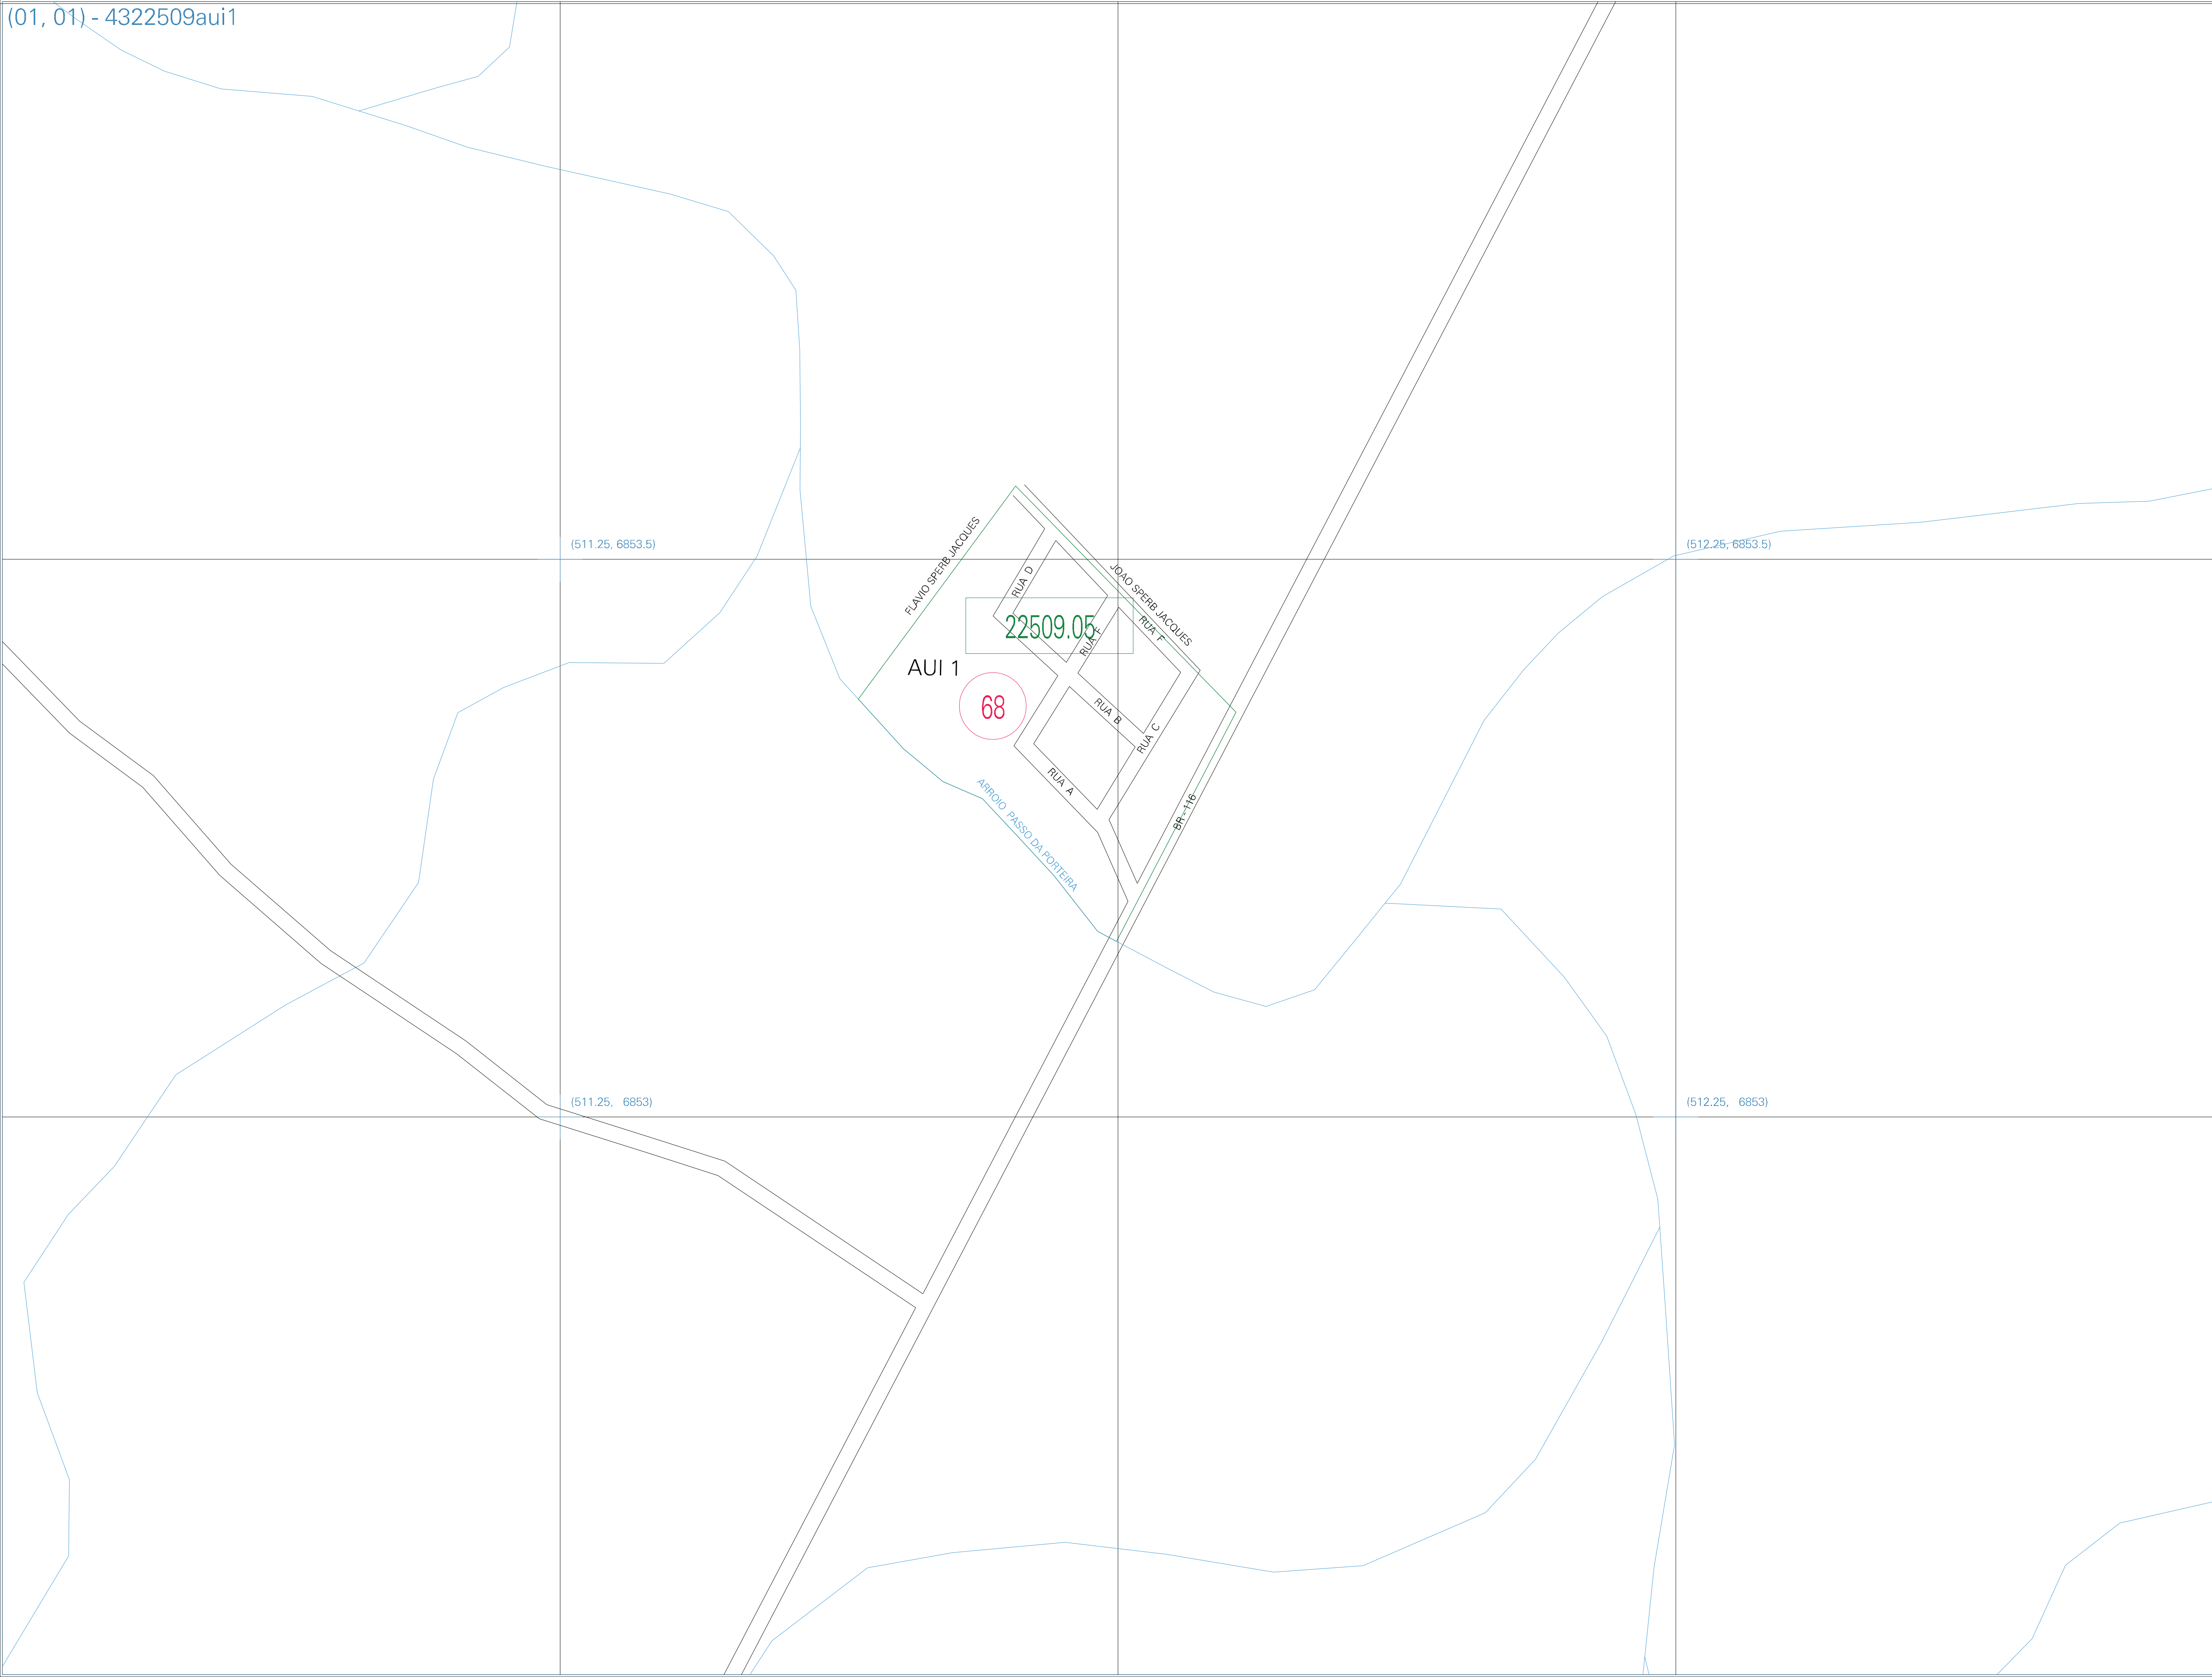 (01, 01) - 4322509aui1
(511.25, 6853.5)
(512.25, 6853.5)
FLAVIO SPERB JACQUES
JOAO SPERB JACQUES
RUA D
22509.05
RUA E
RUA F
AUI 1
68
RUA B
RUA C
RUA A
ARROIO PASSO DA PORTEIRA
BR - 116
(511.25, 6853)
(512.25, 6853)